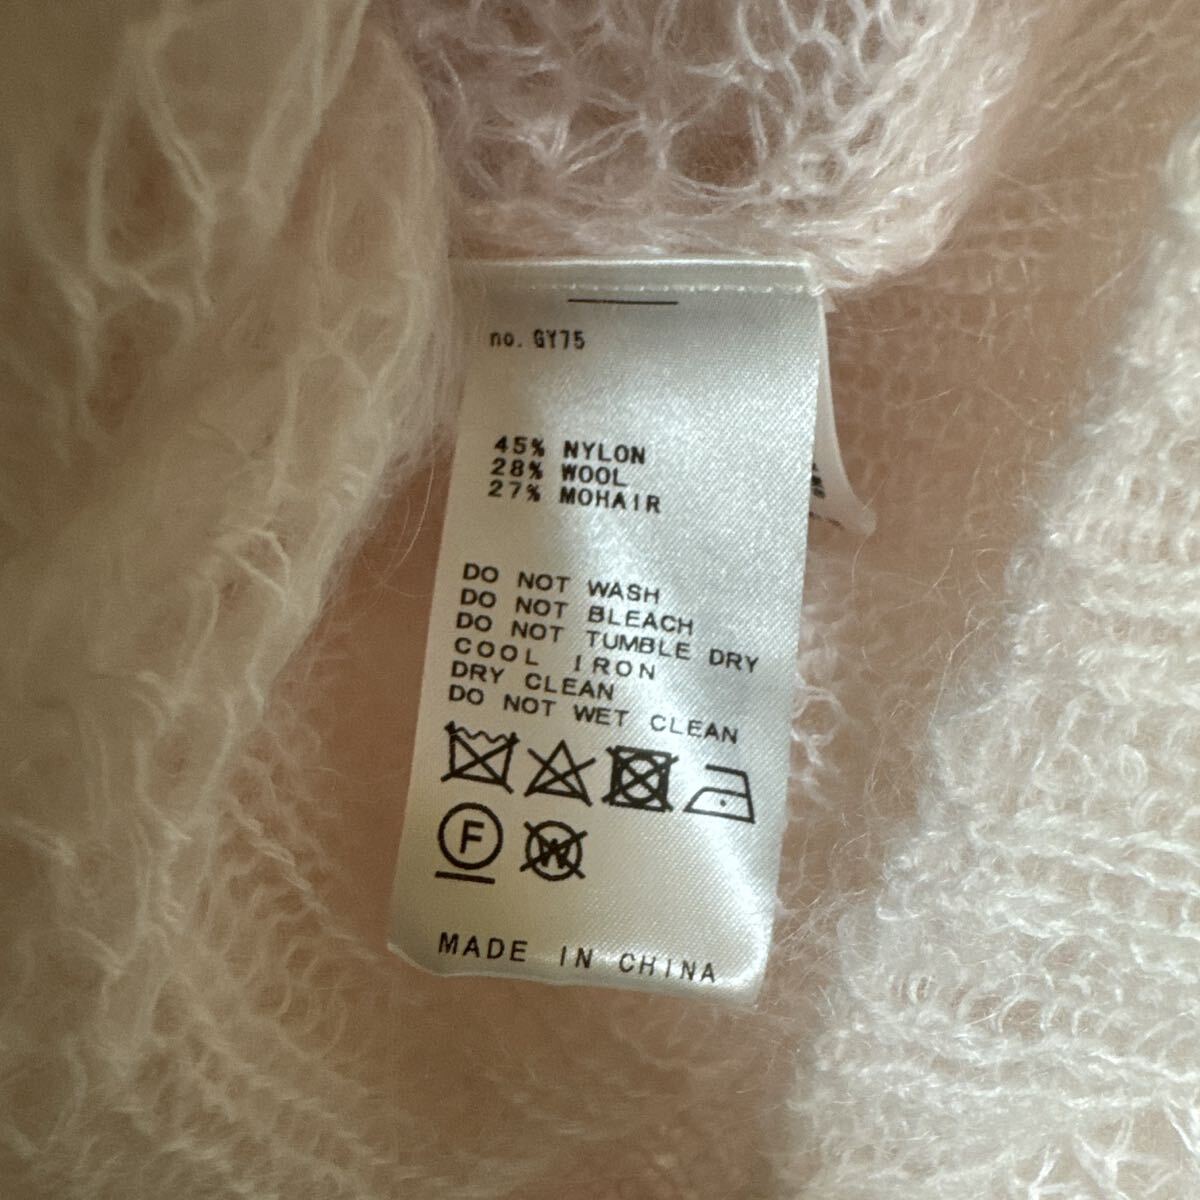 no. GY75
45% NYLON
28% WOOL
27% MOHAIR
DO NOT WASH
DO NOT BLEACH
DO NOT TUMBLE DRY
COOL IRON
DRY CLEAN
DO NOT WET CLEAN
F
W
MADE IN CHINA